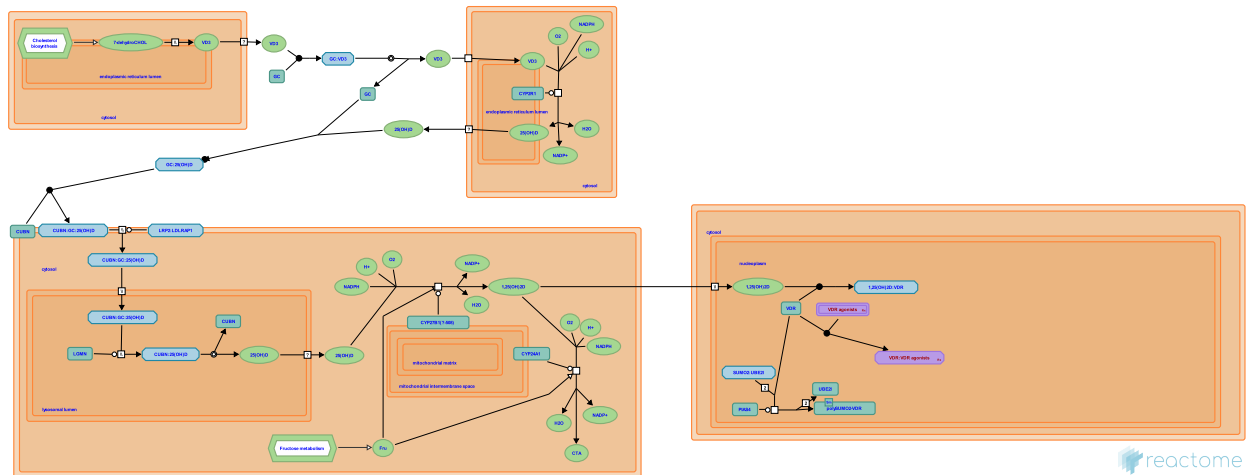 Cholesterol
biosynthesis
7-dehydroCHOL
VD3
VD3
endoplasmic reticulum lumen
cytosol
GC
GC:VD3
VD3
GC
O2
NADPH
H+
VD3
CYP2R1
endoplasmic reticulum lumen
25(OH)D
25(OH)D
H2O
NADP+
cytosol
GC:25(OH)D
CUBN
CUBN:GC:25(OH)D
LRP2:LDLRAP1
cytosol
CUBN:GC:25(OH)D
CUBN:GC:25(OH)D
CUBN
LGMN
CUBN:25(OH)D
25(OH)D
25(OH)D
lysosomal lumen
O2
H+
NADPH
NADP+
H2O
1,25(OH)2D
mitochondrial matrix
mitochondrial intermembrane space
CYP24A1
O2
H+
NADPH
H2O
NADP+
CTA
Fructose metabolism
Fru
cytosol
nucleoplasm
1,25(OH)2D
1,25(OH)2D:VDR
VDR
VDR agonists
VDR:VDR agonists
SUMO2:UBE2I
UBE2I
PIAS4
polySUMO2-VDR
reactome